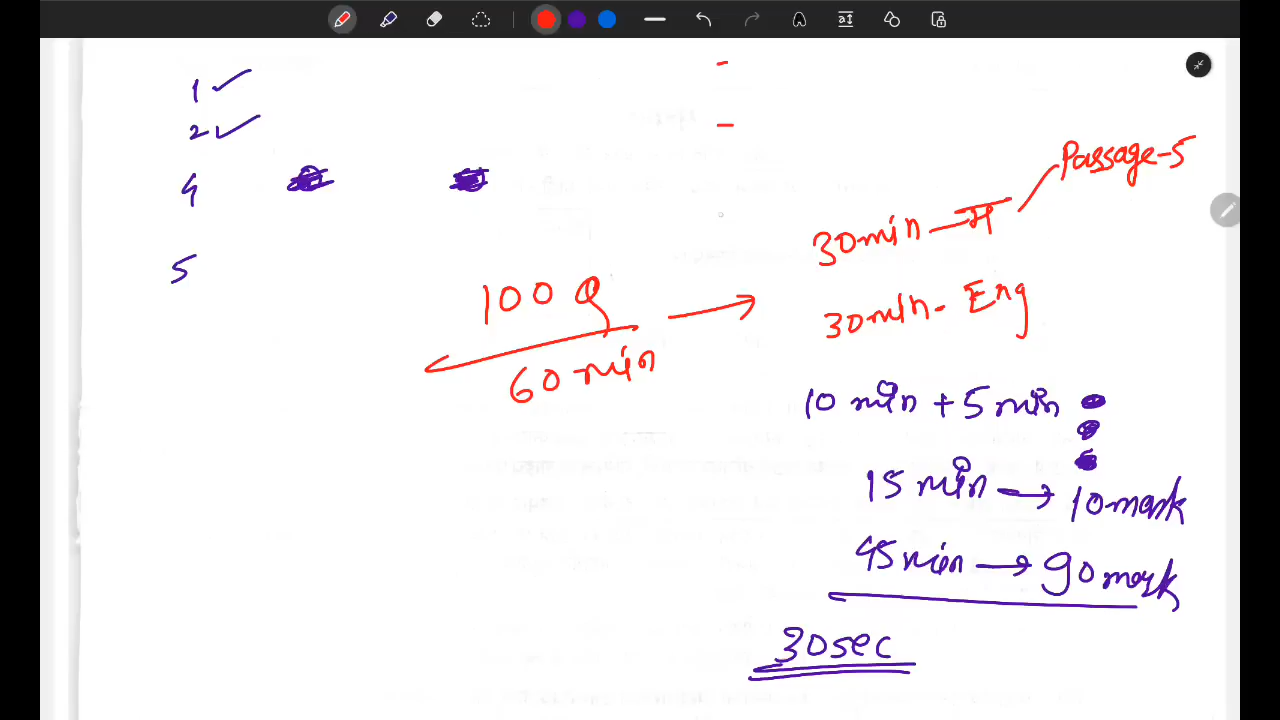 1
2
4
5
Passage-5
30min - म
30min - Eng
100 Q
60 min
10 min + 5 min
15 min → 10 mark
45 min → 90 mark
30 sec